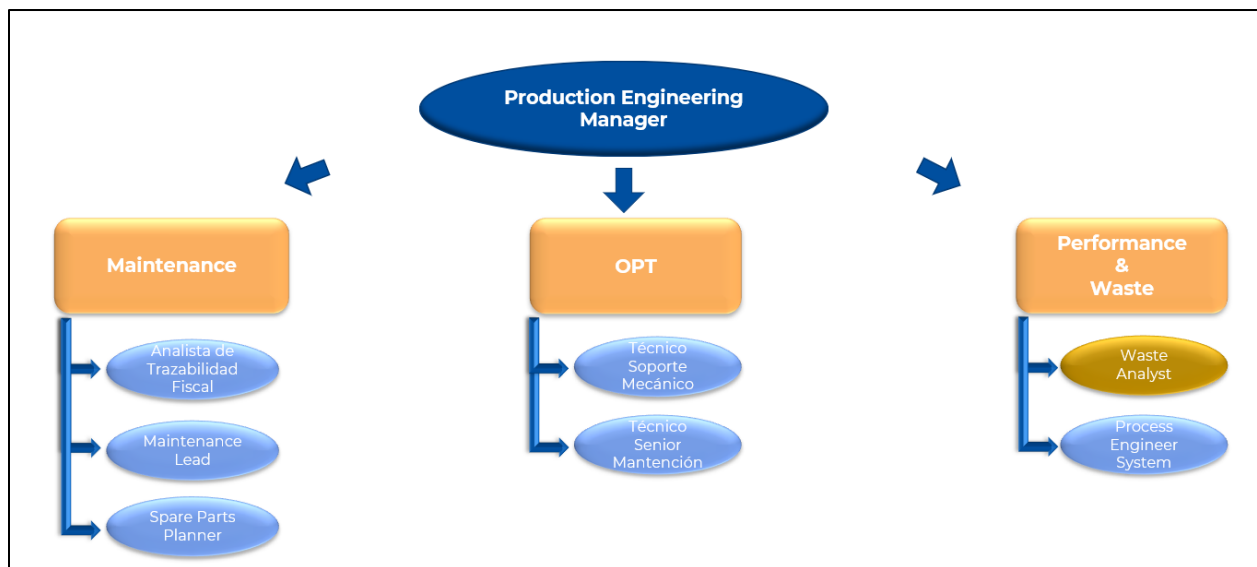 Production Engineering
Manager
Maintenance
OPT
Performance
&
Waste
Analista de
Trazabilidad
Fiscal
Maintenance
Lead
Spare Parts
Planner
Técnico
Soporte
Mecánico
Técnico
Senior
Mantención
Waste
Analyst
Process
Engineer
System